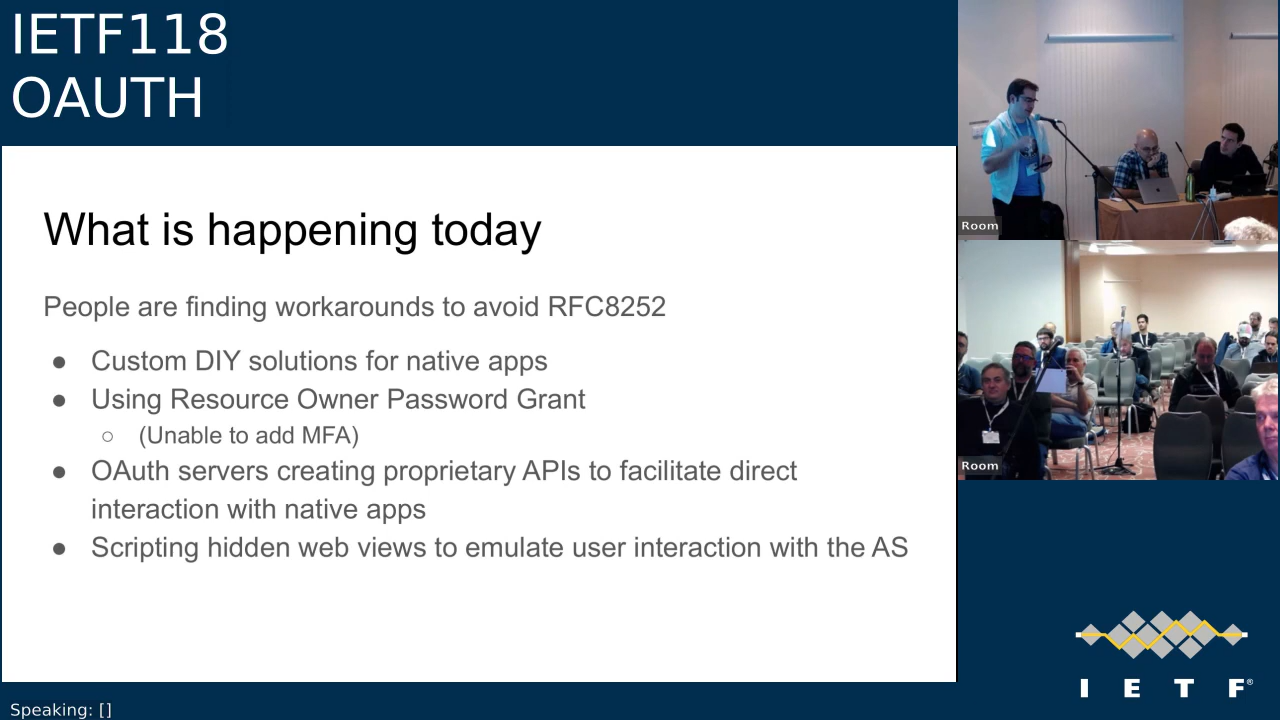 IETF118
OAUTH
What is happening today
People are finding workarounds to avoid RFC8252
● Custom DIY solutions for native apps
● Using Resource Owner Password Grant
○ (Unable to add MFA)
● OAuth servers creating proprietary APIs to facilitate direct
interaction with native apps
● Scripting hidden web views to emulate user interaction with the AS
Room
Room
I E T F®
Speaking: []